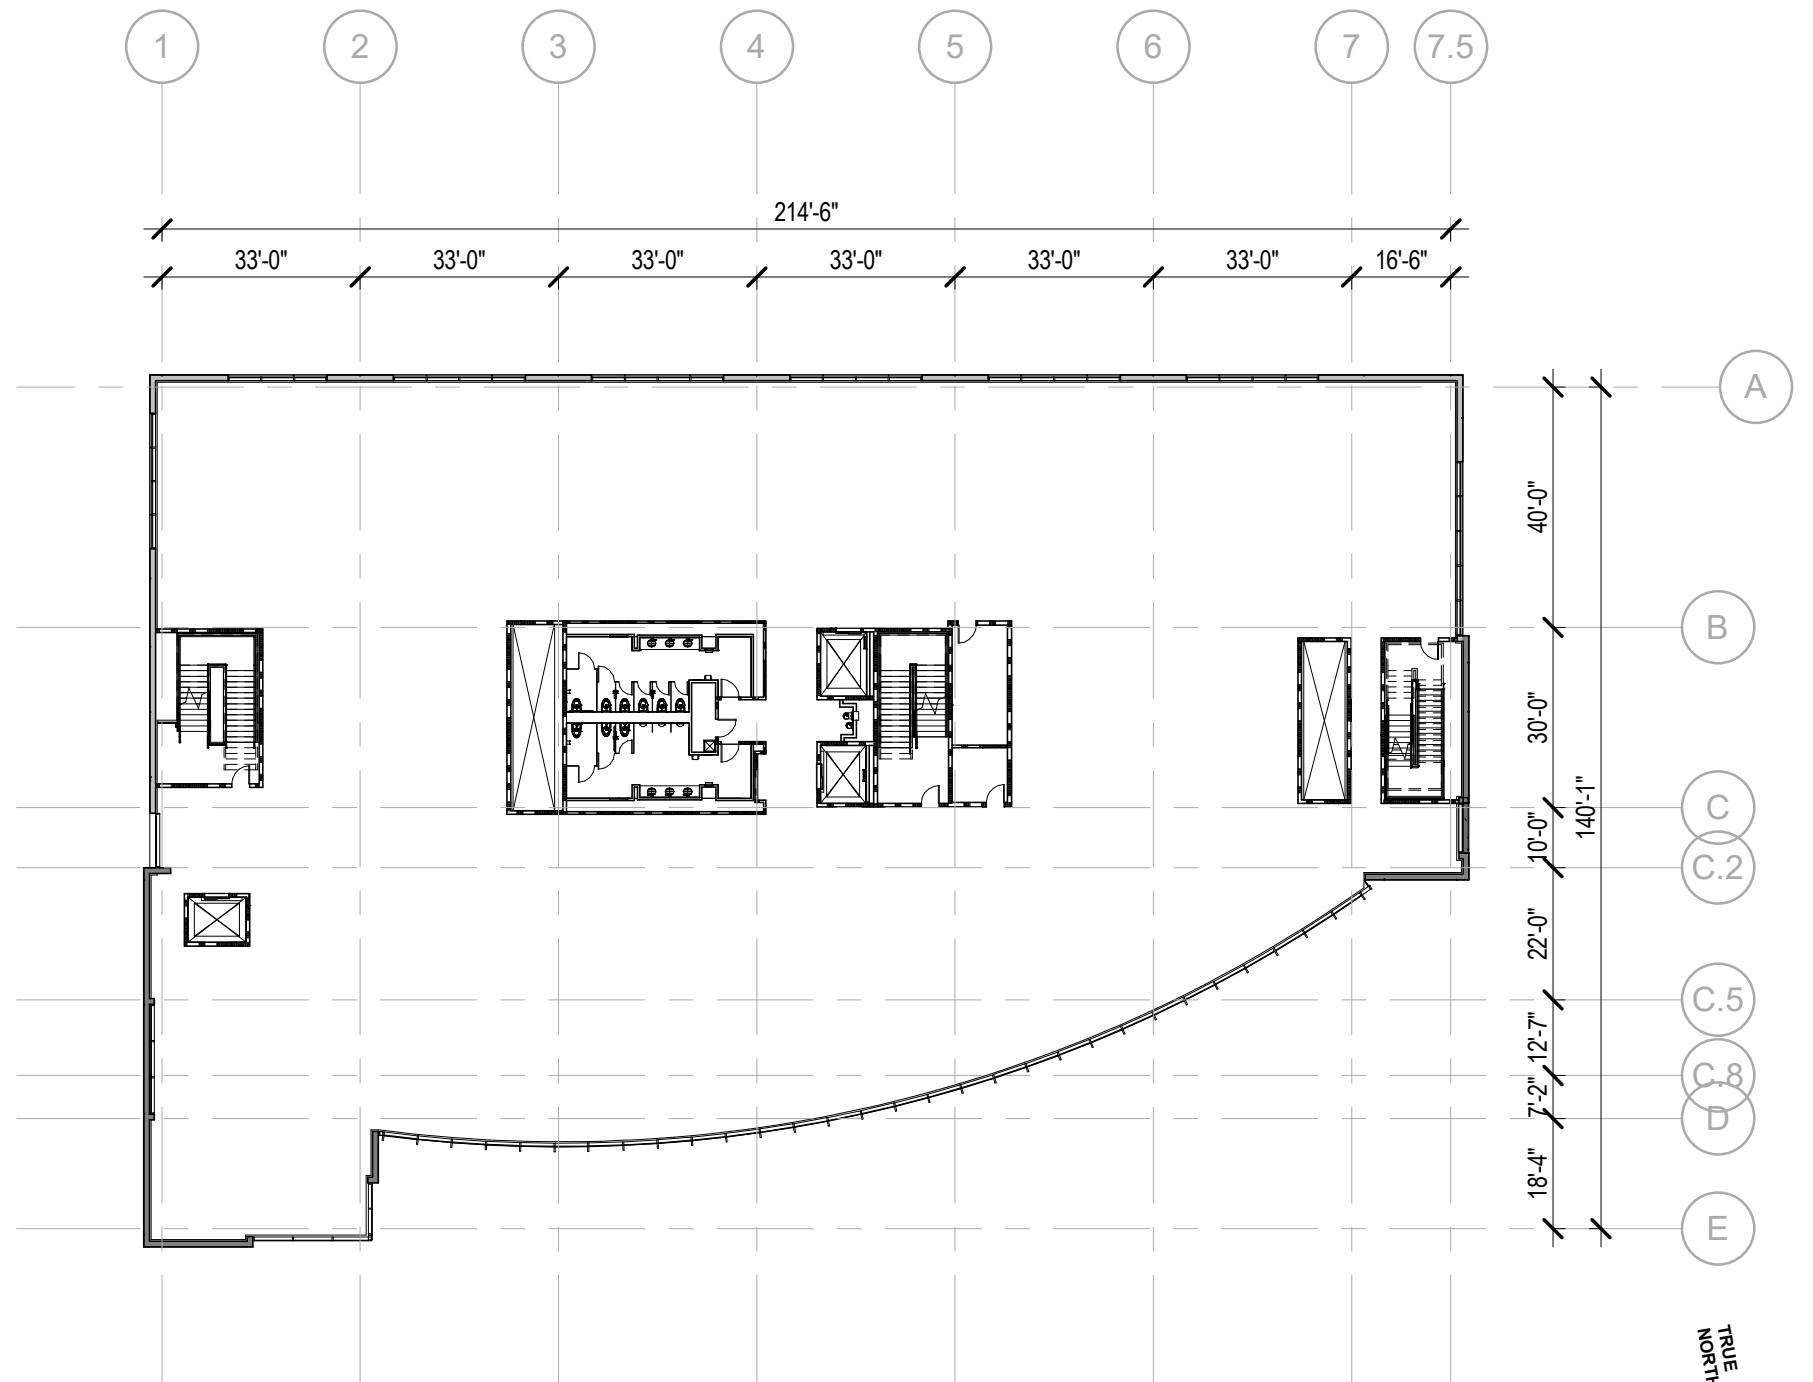 1 2 3 4 5 6 7 7.5
214'-6"
33'-0" 33'-0" 33'-0" 33'-0" 33'-0" 33'-0" 16'-6"
A
40'-0"
B
30'-0"
140'-1"
C
10'-0"
C.2
22'-0"
C.5
12'-7"
C.8
7'-2"
D
18'-4"
E
TRUE
NORTH